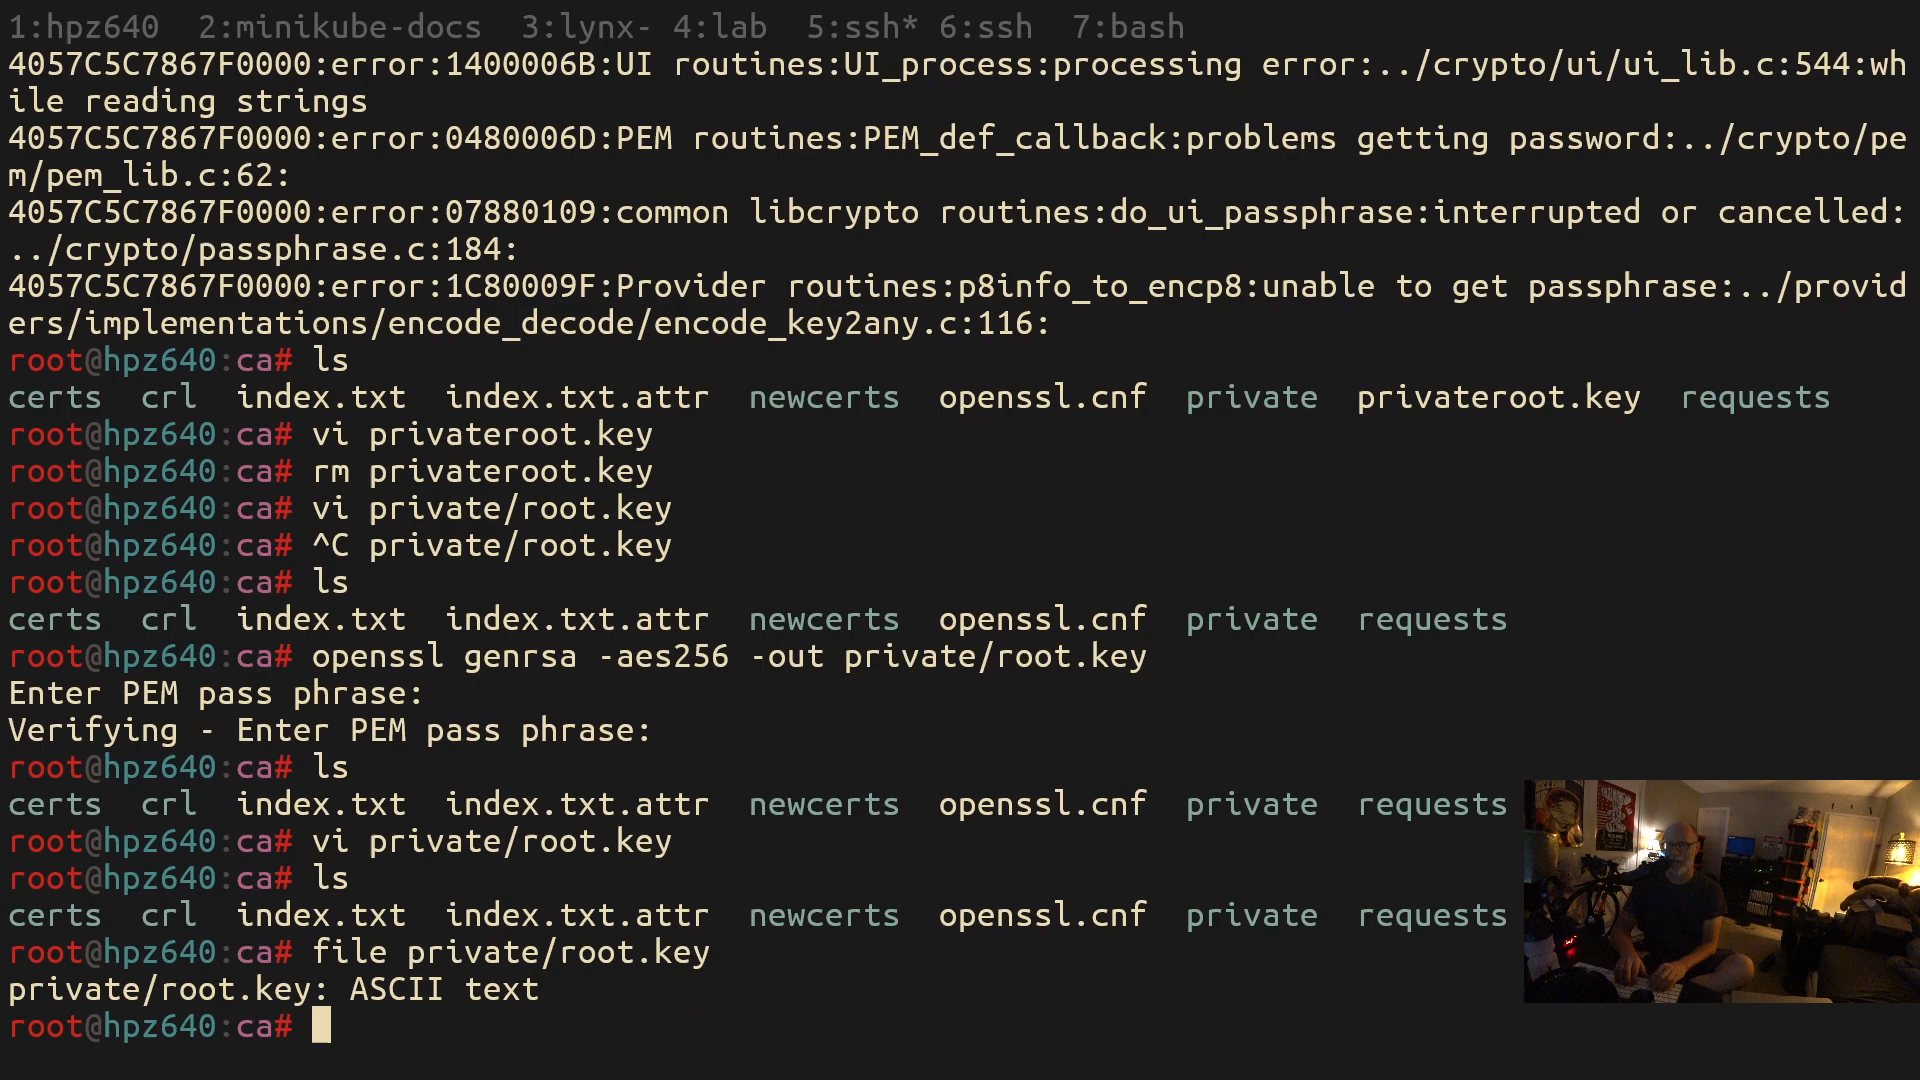 1:hpz640  2:minikube-docs  3:lynx- 4:lab  5:ssh* 6:ssh  7:bash
4057C5C7867F0000:error:1400006B:UI routines:UI_process:processing error:../crypto/ui/ui_lib.c:544:wh
ile reading strings
4057C5C7867F0000:error:0480006D:PEM routines:PEM_def_callback:problems getting password:../crypto/pe
m/pem_lib.c:62:
4057C5C7867F0000:error:07880109:common libcrypto routines:do_ui_passphrase:interrupted or cancelled:
../crypto/passphrase.c:184:
4057C5C7867F0000:error:1C80009F:Provider routines:p8info_to_encp8:unable to get passphrase:../provid
ers/implementations/encode_decode/encode_key2any.c:116:
root@hpz640:ca# ls
certs  crl  index.txt  index.txt.attr  newcerts  openssl.cnf  private  privateroot.key  requests
root@hpz640:ca# vi privateroot.key
root@hpz640:ca# rm privateroot.key
root@hpz640:ca# vi private/root.key
root@hpz640:ca# ^C private/root.key
root@hpz640:ca# ls
certs  crl  index.txt  index.txt.attr  newcerts  openssl.cnf  private  requests
root@hpz640:ca# openssl genrsa -aes256 -out private/root.key
Enter PEM pass phrase:
Verifying - Enter PEM pass phrase:
root@hpz640:ca# ls
certs  crl  index.txt  index.txt.attr  newcerts  openssl.cnf  private  requests
root@hpz640:ca# vi private/root.key
root@hpz640:ca# ls
certs  crl  index.txt  index.txt.attr  newcerts  openssl.cnf  private  requests
root@hpz640:ca# file private/root.key
private/root.key: ASCII text
root@hpz640:ca#